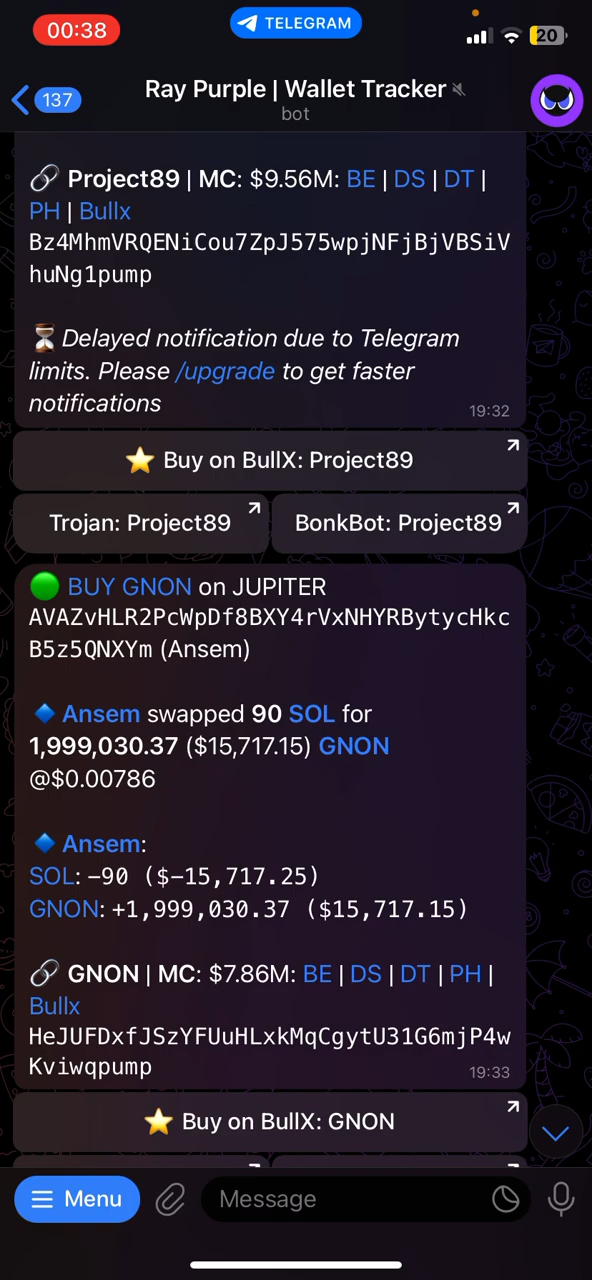 00:38
TELEGRAM
20
137
Ray Purple | Wallet Tracker
bot
Project89 | MC: $9.56M: BE | DS | DT |
PH | Bullx
Bz4MhmVRQENiCou7ZpJ575wpjNFjBjVBSiV
huNg1pump
Delayed notification due to Telegram
limits. Please /upgrade to get faster
notifications
19:32
⭐ Buy on BullX: Project89
Trojan: Project89
BonkBot: Project89
🟢 BUY GNON on JUPITER
AVAZvHLR2PcWpDf8BXY4rVxNHYRBytycHkc
B5z5QNXYm (Ansem)
🔹 Ansem swapped 90 SOL for
1,999,030.37 ($15,717.15) GNON
@$0.00786
🔹 Ansem:
SOL: -90 ($-15,717.25)
GNON: +1,999,030.37 ($15,717.15)
GNON | MC: $7.86M: BE | DS | DT | PH |
Bullx
HeJUFDxfJSzYFUuHLxkMqCgytU31G6mjP4w
Kviwqpump
19:33
⭐ Buy on BullX: GNON
Menu
Message